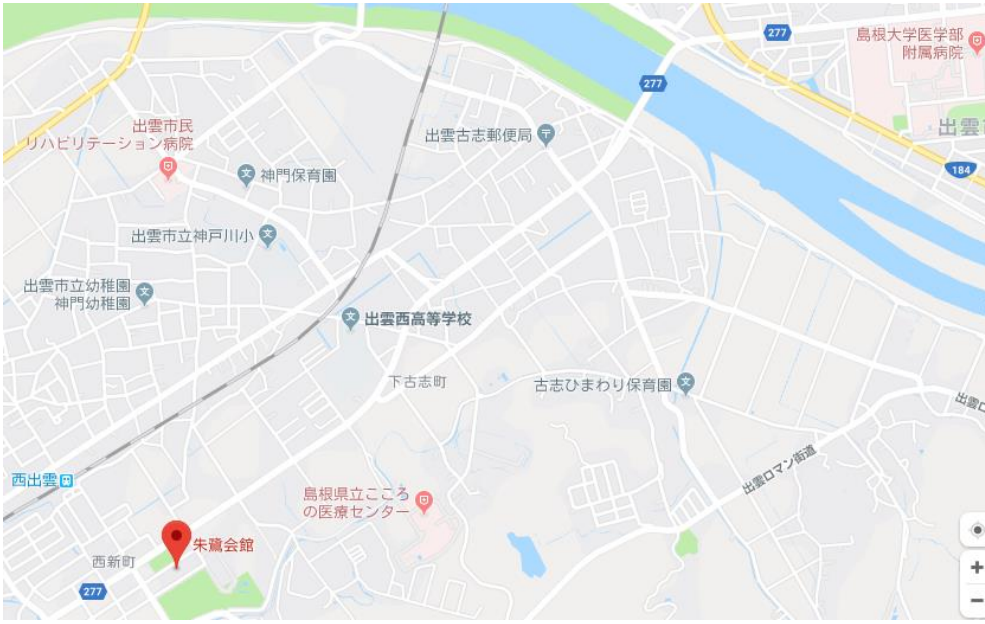 277
島根大学医学部
附属病院
277
出雲市民
リハビリテーション病院
出雲古志郵便局
出雲
184
神門保育園
出雲市立神戸川小
出雲市立幼稚園
神門幼稚園
出雲西高等学校
下古志町
古志ひまわり保育園
出雲ロ
出雲ロマン街道
西出雲
島根県立こころ
の医療センター
朱鷺会館
西新町
277
+
−